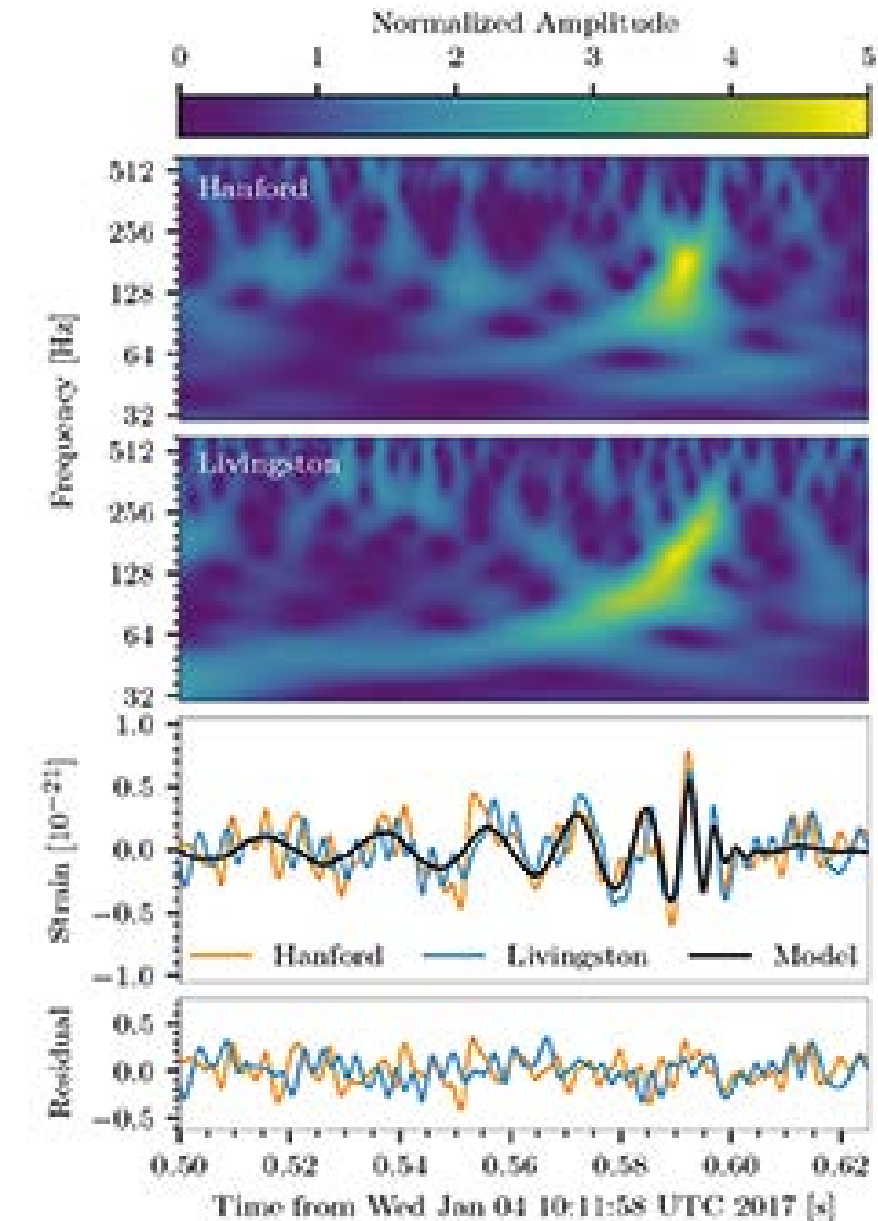 Normalized Amplitude
0 1 2 3 4 5
Frequency [Hz]
Hanford
512
256
128
64
32
Livingston
512
256
128
64
32
Strain [10⁻²¹]
1.0
0.5
0.0
−0.5
−1.0
Hanford Livingston Model
Residual
0.5
0.0
−0.5
0.50 0.52 0.54 0.56 0.58 0.60 0.62
Time from Wed Jan 04 10:11:58 UTC 2017 [s]